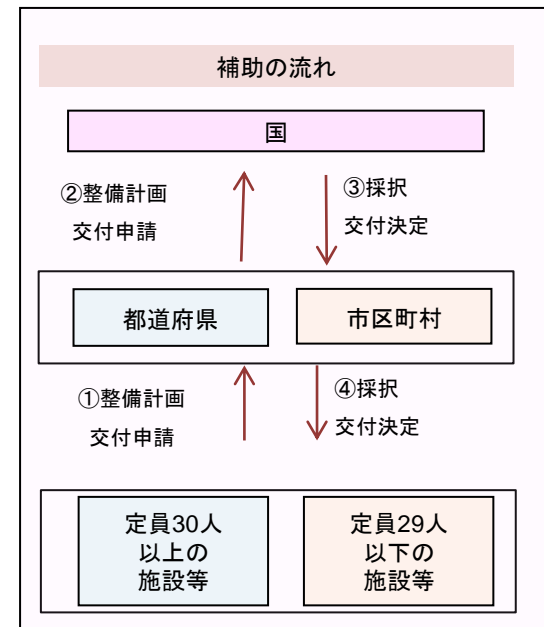 補助の流れ
国
②整備計画
交付申請
③採択
交付決定
都道府県
市区町村
①整備計画
交付申請
④採択
交付決定
定員30人
以上の
施設等
定員29人
以下の
施設等